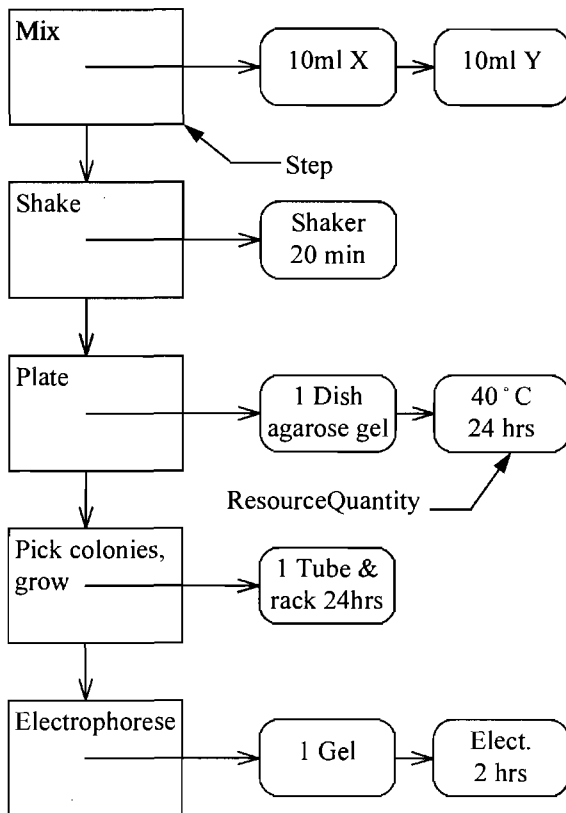 Mix
10ml X
10ml Y
Step
Shake
Shaker
20 min
Plate
1 Dish
agarose gel
40°C
24 hrs
ResourceQuantity
Pick colonies,
grow
1 Tube &
rack 24hrs
Electrophorese
1 Gel
Elect.
2 hrs